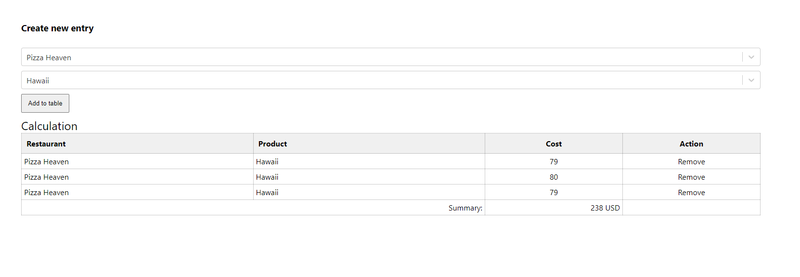 Create new entry
Pizza Heaven
Hawaii
Add to table
Calculation
Restaurant Product Cost Action
Pizza Heaven Hawaii 79 Remove
Pizza Heaven Hawaii 80 Remove
Pizza Heaven Hawaii 79 Remove
Summary: 238 USD